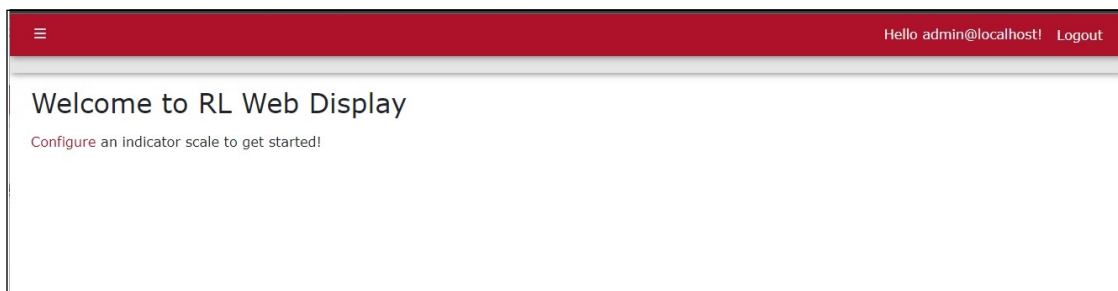 ☰ Hello admin@localhost! Logout
Welcome to RL Web Display
Configure an indicator scale to get started!